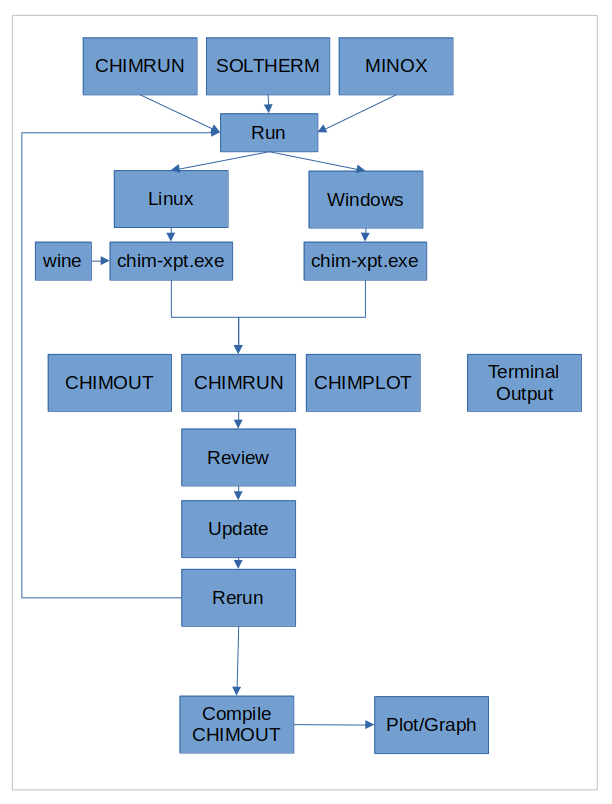 CHIMRUN
SOLTHERM
MINOX
Run
Linux
Windows
wine
chim-xpt.exe
chim-xpt.exe
CHIMOUT
CHIMRUN
CHIMPLOT
Terminal
Output
Review
Update
Rerun
Compile
CHIMOUT
Plot/Graph